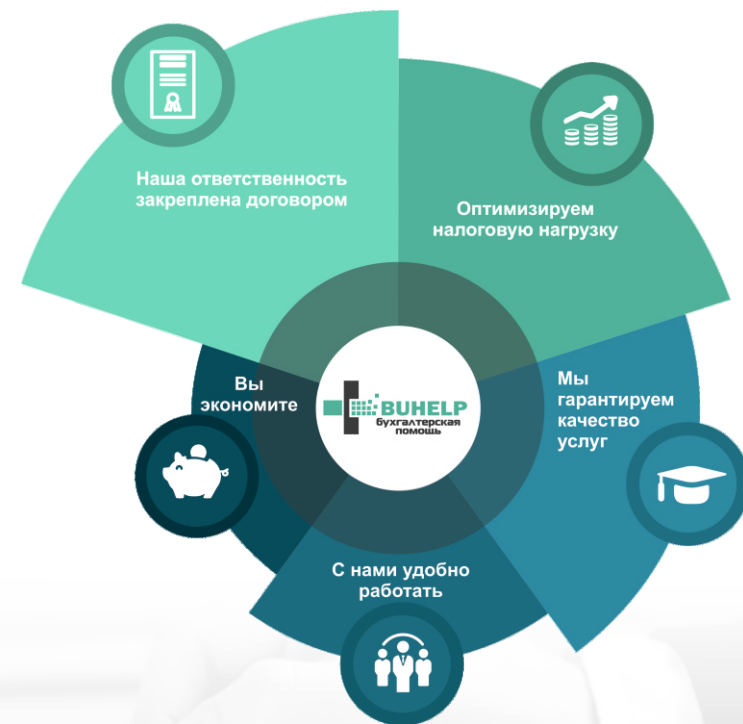 Наша ответственность
закреплена договором
Оптимизируем
налоговую нагрузку
Вы
экономите
BUHELP
бухгалтерская
помощь
Мы
гарантируем
качество
услуг
С нами удобно
работать